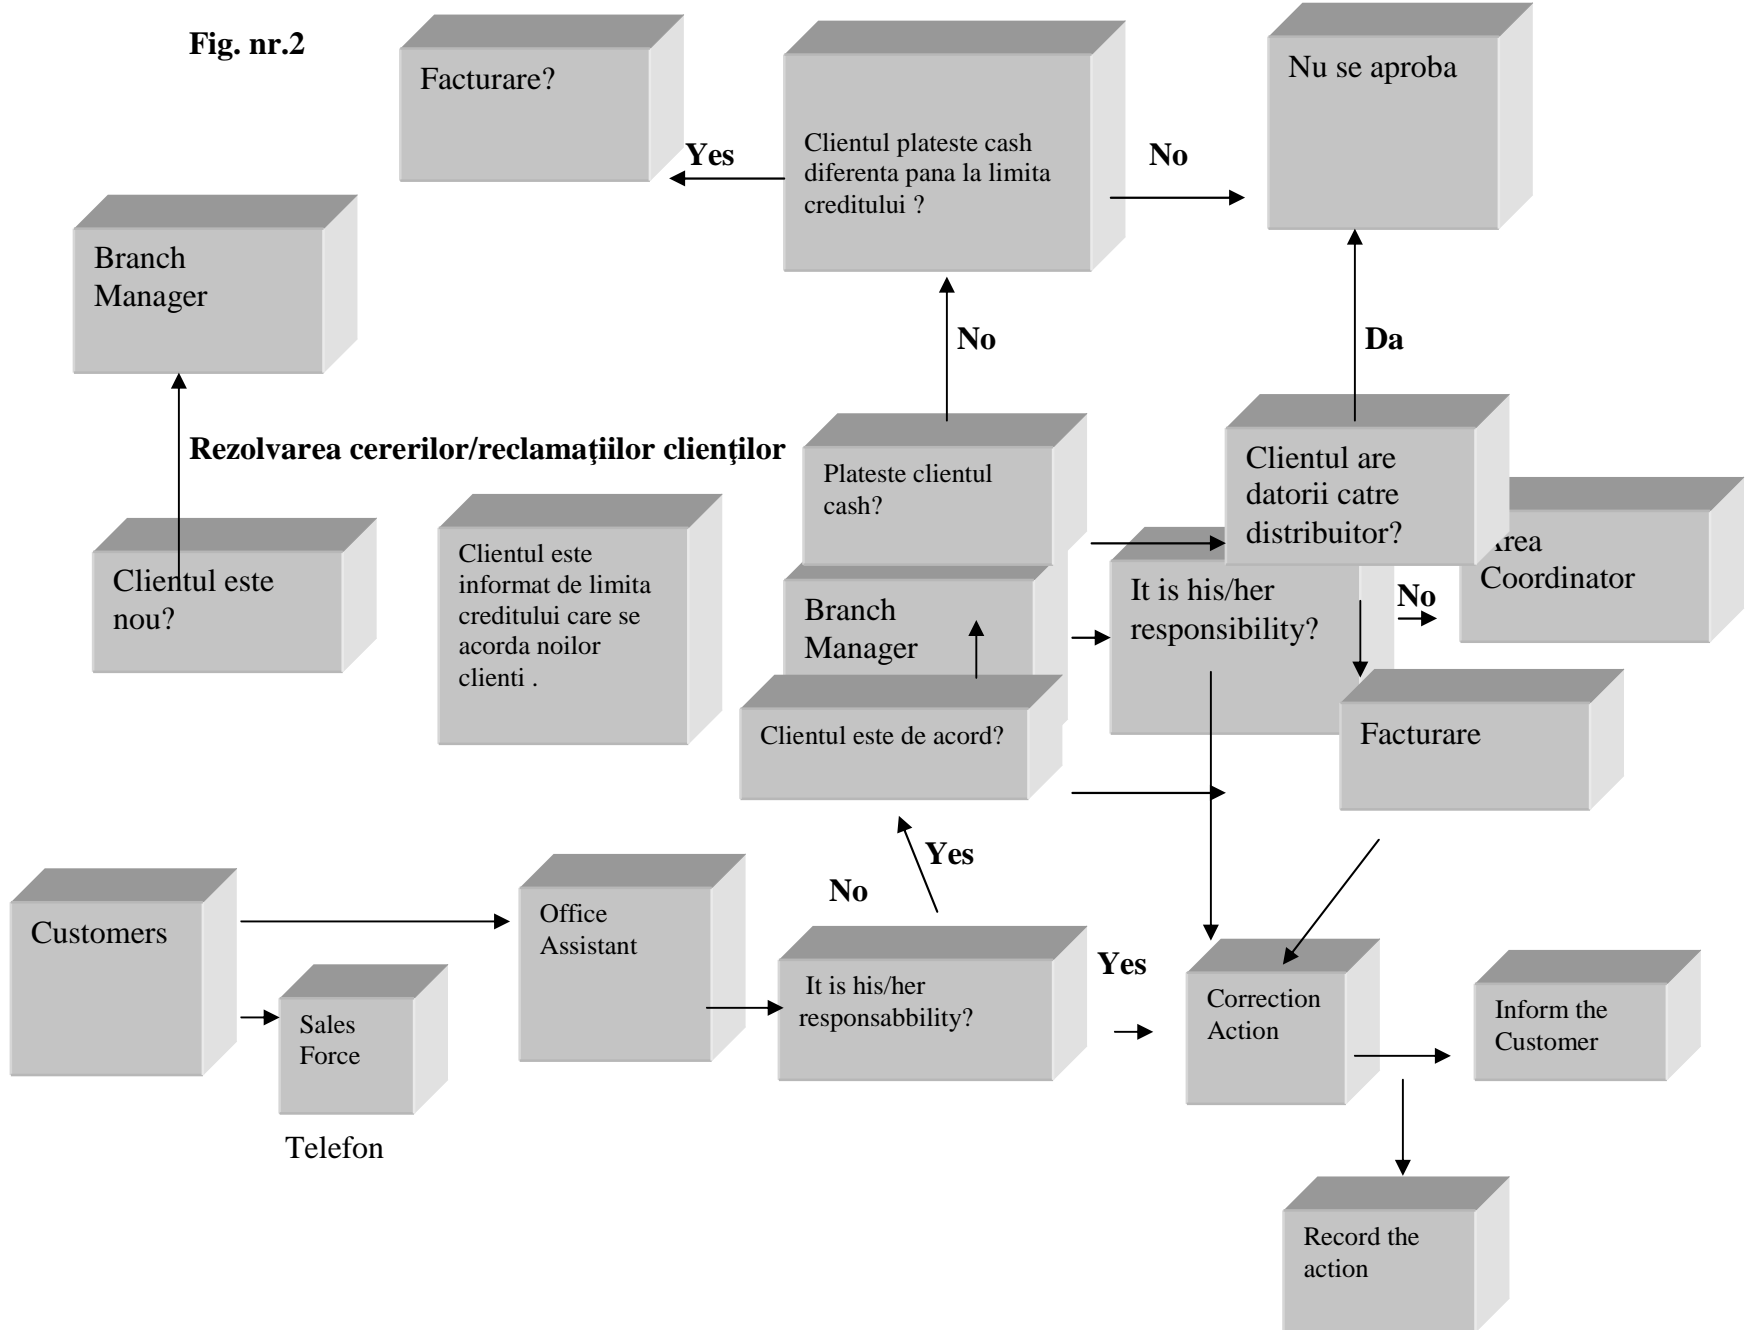 Fig. nr.2
Facturare?
Nu se aproba
Clientul plateste cash
diferenta pana la limita
creditului ?
Yes
No
Branch
Manager
No
Da
Rezolvarea cererilor/reclamaţiilor clienţilor
Plateste clientul
cash?
Clientul are
datorii catre
distribuitor?
Clientul este
nou?
Clientul este
informat de limita
creditului care se
acorda noilor
clienti .
Branch
Manager
It is his/her
responsibility?
No
Area
Coordinator
Clientul este de acord?
Facturare
Yes
No
Customers
Office
Assistant
Sales
Force
It is his/her
responsabbility?
Yes
Correction
Action
Inform the
Customer
Telefon
Record the
action